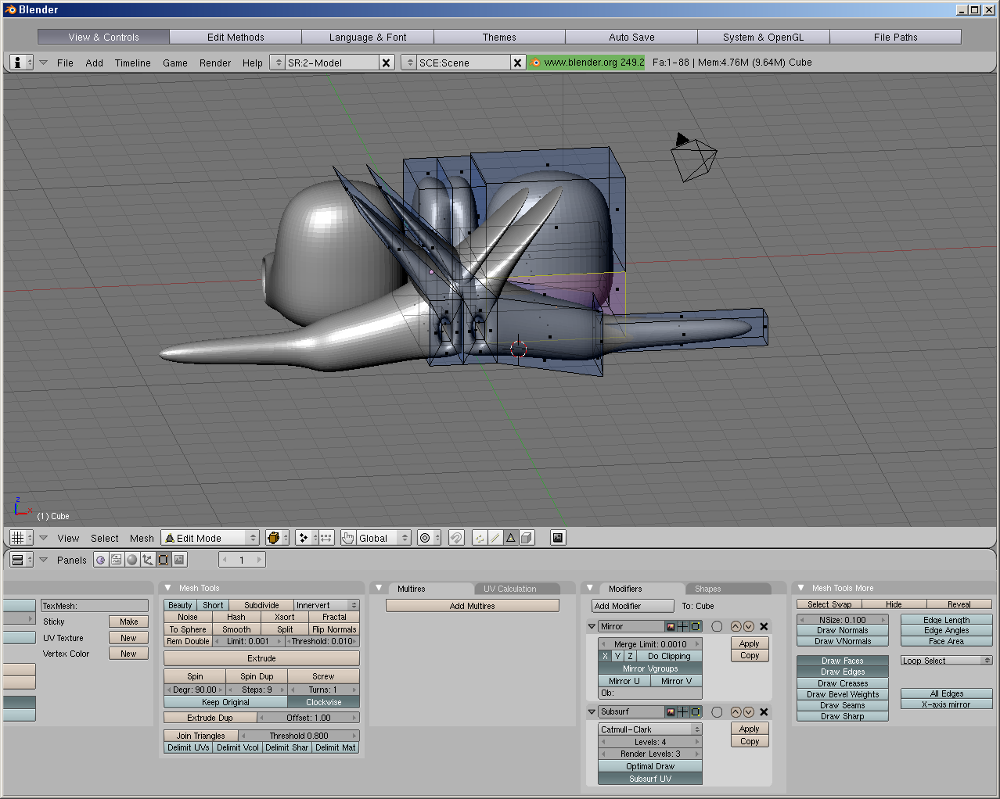 Blender
View & Controls Edit Methods Language & Font Themes Auto Save System & OpenGL File Paths
File Add Timeline Game Render Help SR:2-Model SCE:Scene www.blender.org 249.2 Fa:1-88 | Mem:4.76M (9.64M) Cube
z
x
(1) Cube
View Select Mesh Edit Mode Global
Panels 1
Mesh Tools Multires UV Calculation Modifiers Shapes Mesh Tools More
TexMesh:
Sticky Make
UV Texture New
Vertex Color New
Beauty Short Subdivide Innervert
Noise Hash Xsort Fractal
To Sphere Smooth Split Flip Normals
Rem Double Limit: 0.001 Threshold: 0.010
Extrude
Spin Spin Dup Screw
Degr: 90.00 Steps: 9 Turns: 1
Keep Original Clockwise
Extrude Dup Offset: 1.00
Join Triangles Threshold 0.800
Delimit UVs Delimit Vcol Delimit Shar Delimit Mat
Add Multires
Add Modifier To: Cube
Mirror
Merge Limit: 0.0010 Apply
X Y Z Do Clipping Copy
Mirror Vgroups
Mirror U Mirror V
Ob:
Subsurf
Catmull-Clark Apply
Levels: 4 Copy
Render Levels: 3
Optimal Draw
Subsurf UV
Select Swap Hide Reveal
NSize: 0.100 Edge Length
Draw Normals Edge Angles
Draw VNormals Face Area
Draw Faces Loop Select
Draw Edges
Draw Creases
Draw Bevel Weights All Edges
Draw Seams X-axis mirror
Draw Sharp